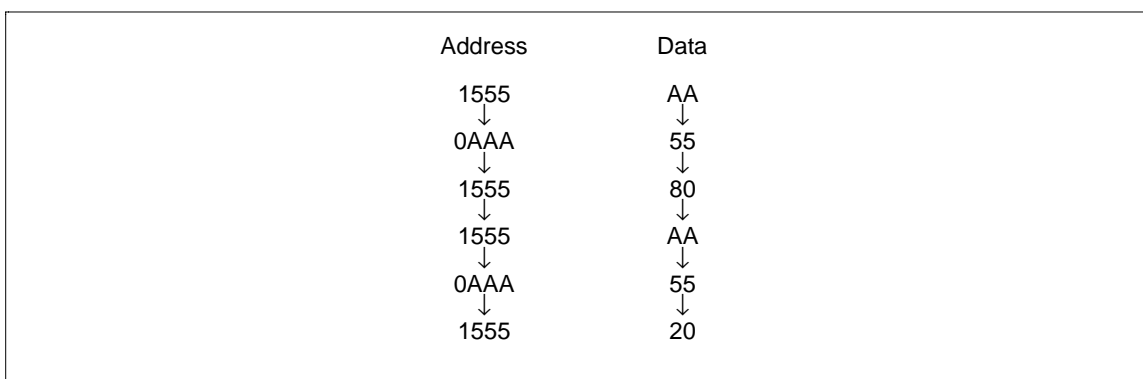 Address Data
1555 AA
↓ ↓
0AAA 55
↓ ↓
1555 80
↓ ↓
1555 AA
↓ ↓
0AAA 55
↓ ↓
1555 20